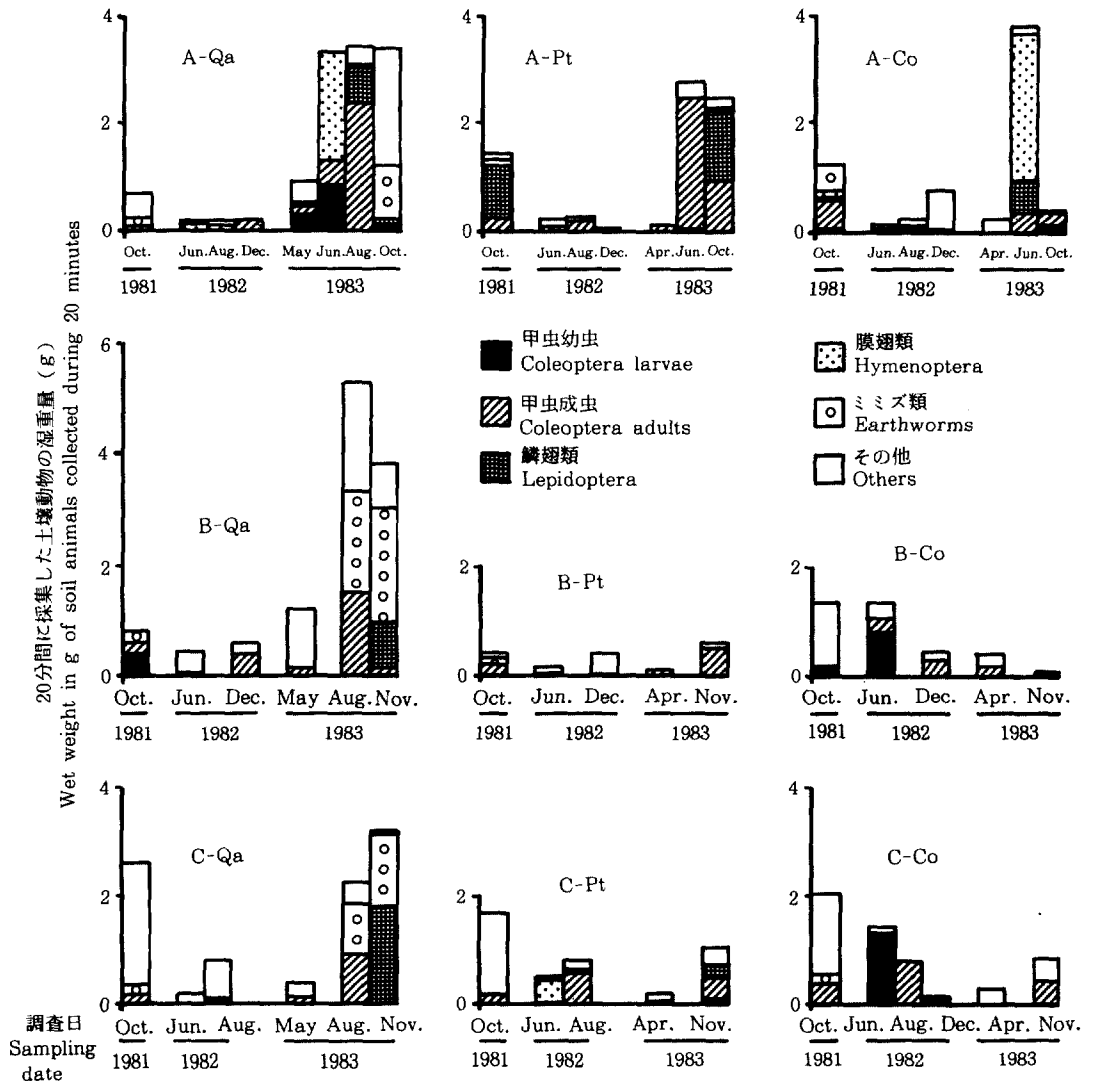 4
2
0
A-Qa
Oct. Jun. Aug. Dec. May Jun. Aug. Oct.
1981 1982 1983
4
2
0
A-Pt
Oct. Jun. Aug. Dec. Apr. Jun. Oct.
1981 1982 1983
4
2
0
A-Co
Oct. Jun. Aug. Dec. Apr. Jun. Oct.
1981 1982 1983
20分間に採集した土壌動物の湿重量(g)
Wet weight in g of soil animals collected during 20 minutes
甲虫幼虫
Coleoptera larvae
甲虫成虫
Coleoptera adults
鱗翅類
Lepidoptera
膜翅類
Hymenoptera
ミミズ類
Earthworms
その他
Others
6
4
2
0
B-Qa
Oct. Jun. Dec. May Aug. Nov.
1981 1982 1983
2
0
B-Pt
Oct. Jun. Dec. Apr. Nov.
1981 1982 1983
2
0
B-Co
Oct. Jun. Dec. Apr. Nov.
1981 1982 1983
4
2
0
C-Qa
Oct. Jun. Aug. May Aug. Nov.
1981 1982 1983
2
0
C-Pt
Oct. Jun. Aug. Apr. Nov.
1981 1982 1983
4
2
0
C-Co
Oct. Jun. Aug. Dec. Apr. Nov.
1981 1982 1983
調査日
Sampling
date